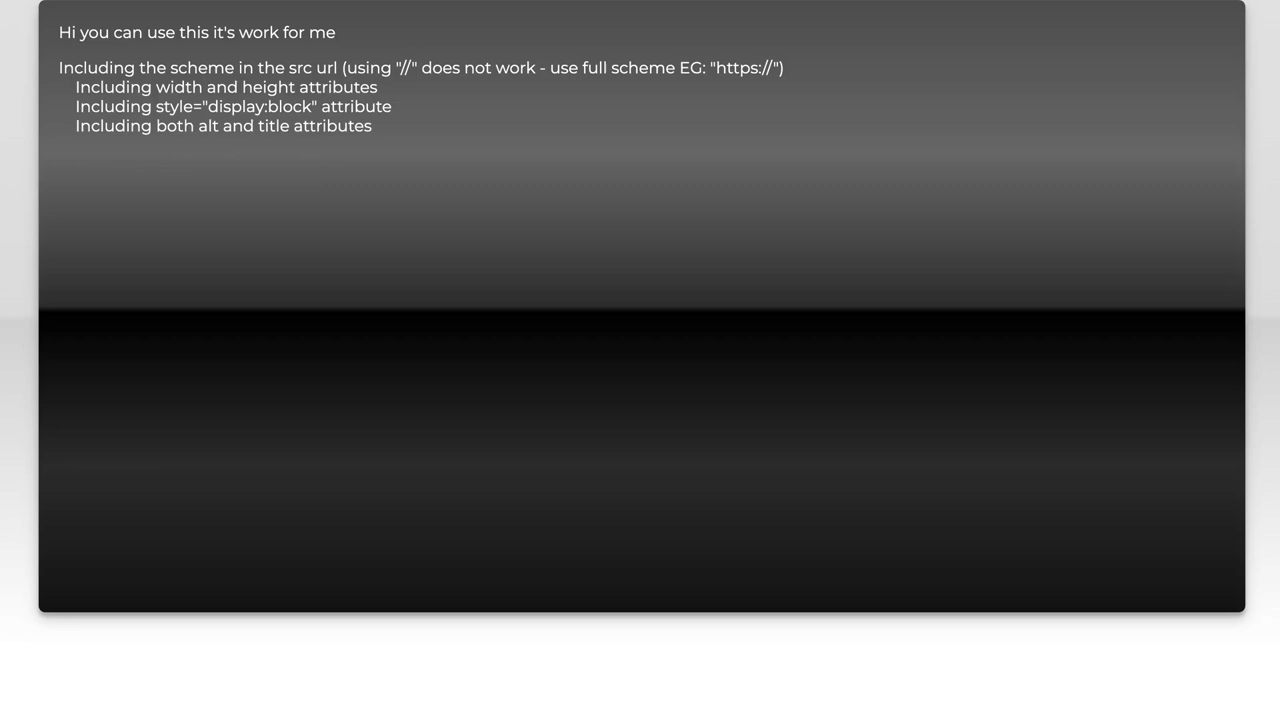 Hi you can use this it's work for me
Including the scheme in the src url (using "//" does not work - use full scheme EG: "https://")
Including width and height attributes
Including style="display:block" attribute
Including both alt and title attributes